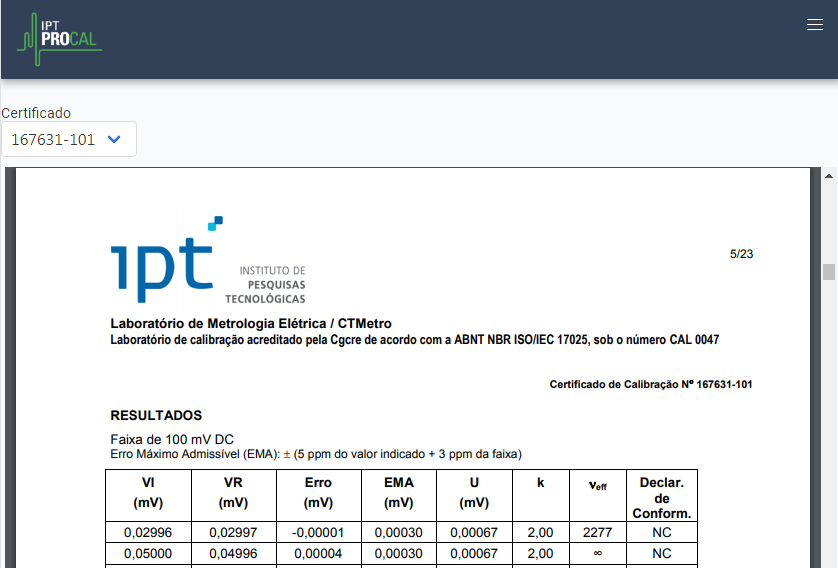 IPT
PROCAL
Certificado
167631-101
ipt
INSTITUTO DE
PESQUISAS
TECNOLÓGICAS
5/23
Laboratório de Metrologia Elétrica / CTMetro
Laboratório de calibração acreditado pela Cgcre de acordo com a ABNT NBR ISO/IEC 17025, sob o número CAL 0047
Certificado de Calibração Nº 167631-101
RESULTADOS
Faixa de 100 mV DC
Erro Máximo Admissível (EMA): ± (5 ppm do valor indicado + 3 ppm da faixa)
VI (mV) VR (mV) Erro (mV) EMA (mV) U (mV) k νeff Declar. de Conform.
0,02996 0,02997 -0,00001 0,00030 0,00067 2,00 2277 NC
0,05000 0,04996 0,00004 0,00030 0,00067 2,00 ∞ NC